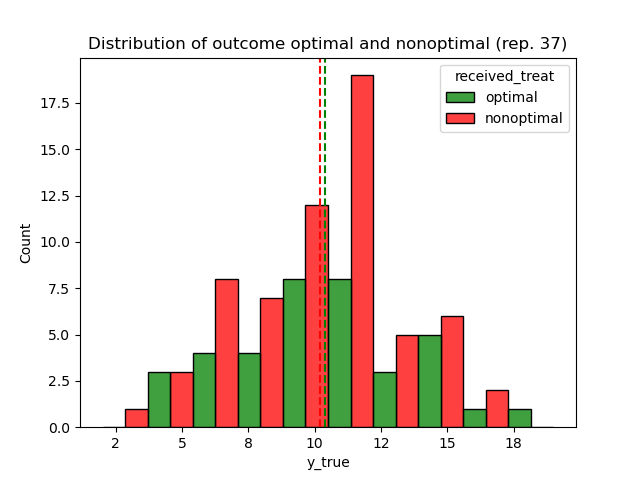 Distribution of outcome optimal and nonoptimal (rep. 37)
received_treat
optimal
nonoptimal
Count
17.5
15.0
12.5
10.0
7.5
5.0
2.5
0.0
2 5 8 10 12 15 18
y_true